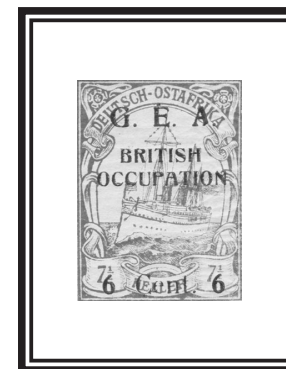 DEUTSCH-OSTAFRIKA
G. E. A.
BRITISH
OCCUPATION
7½ 7½
6 6